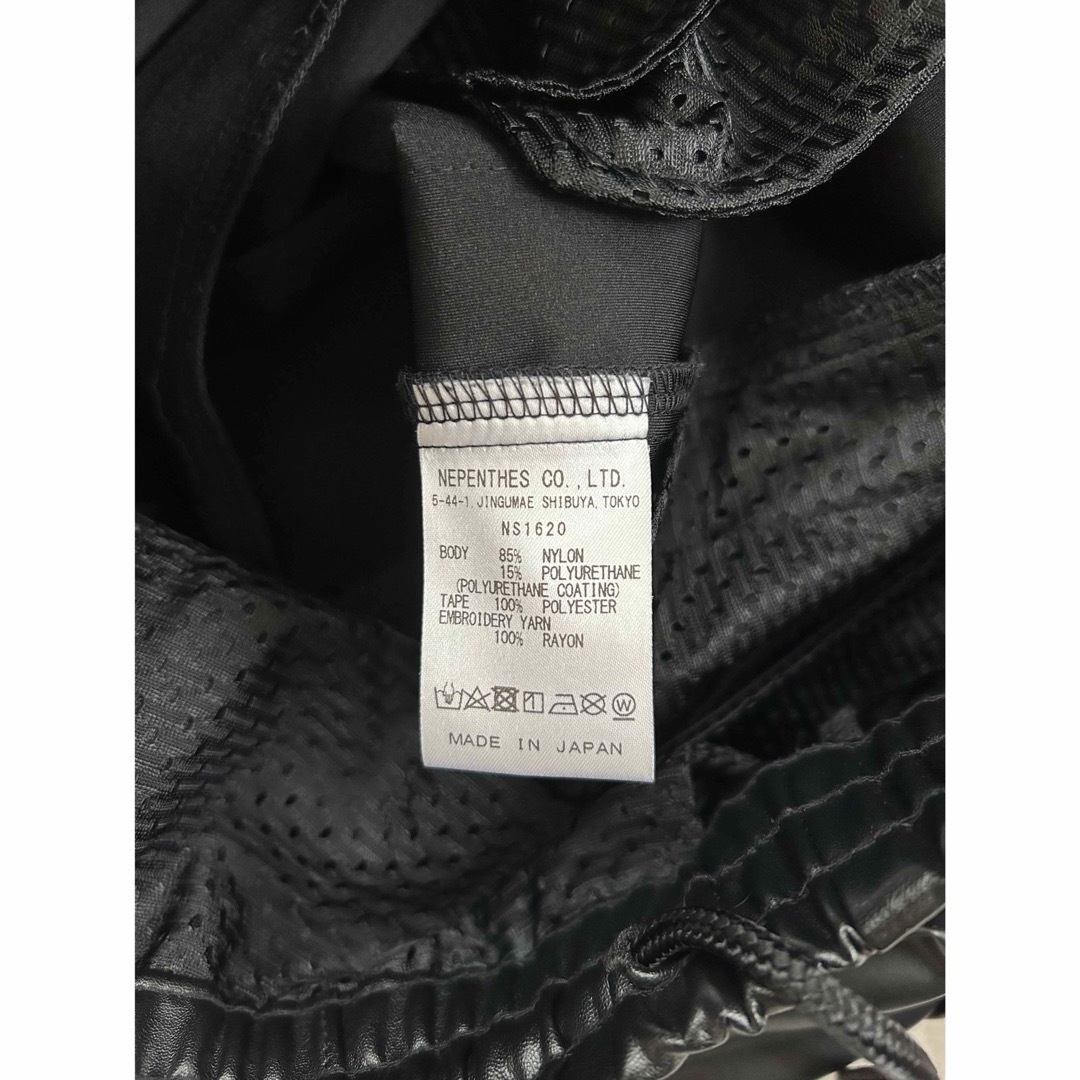 NEPENTHES CO.,LTD.
5-44-1, JINGUMAE SHIBUYA, TOKYO
NS1620
BODY 85% NYLON
15% POLYURETHANE
(POLYURETHANE COATING)
TAPE 100% POLYESTER
EMBROIDERY YARN
100% RAYON
W
MADE IN JAPAN